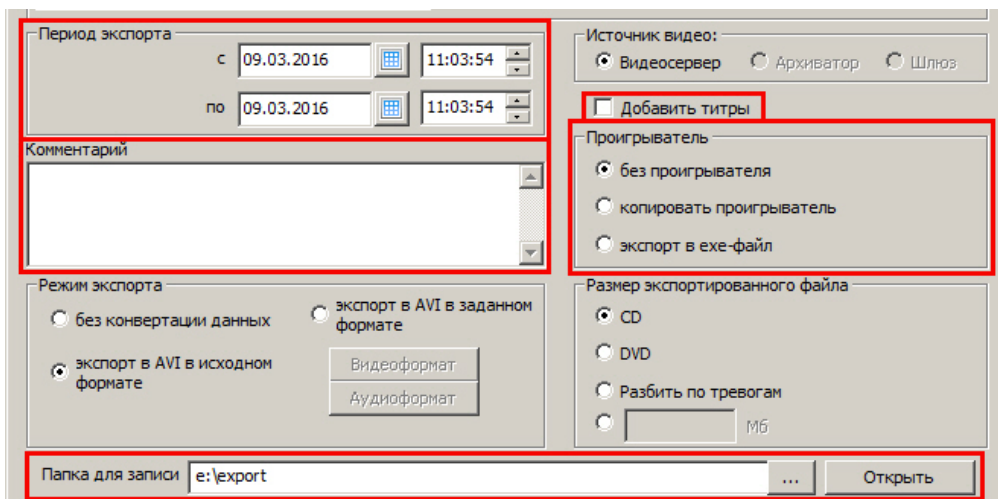 Период экспорта
с 09.03.2016 11:03:54
по 09.03.2016 11:03:54
Комментарий
Источник видео:
Видеосервер Архиватор Шлюз
Добавить титры
Проигрыватель
без проигрывателя
копировать проигрыватель
экспорт в exe-файл
Режим экспорта
без конвертации данных
экспорт в AVI в заданном
формате
экспорт в AVI в исходном
формате
Видеоформат
Аудиоформат
Размер экспортированного файла
CD
DVD
Разбить по тревогам
Мб
Папка для записи e:\export ... Открыть